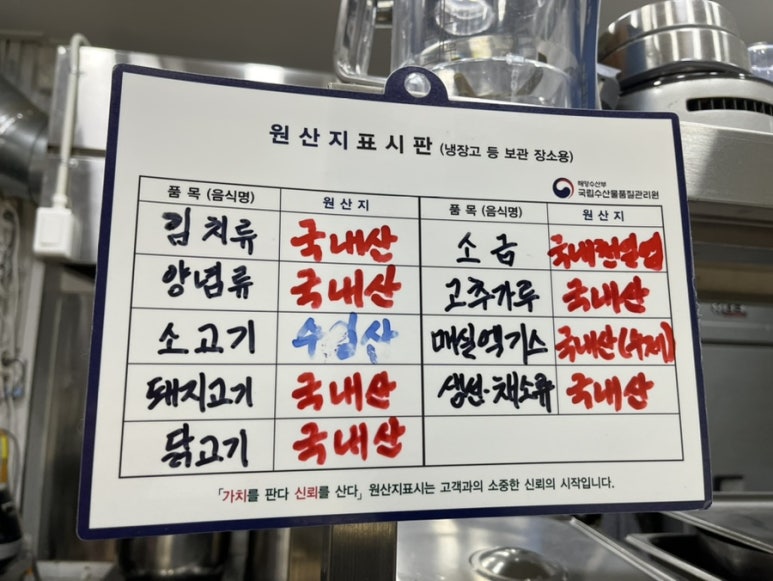 원산지표시판 (냉장고 등 보관 장소용)
해양수산부
국립수산물품질관리원
품 목 (음식명) 원 산 지 품 목 (음식명) 원 산 지
김치류 국내산 소금 국내천일염
양념류 국내산 고추가루 국내산
소고기 수입산 매실엑기스 국내산(수제)
돼지고기 국내산 생선·채소류 국내산
닭고기 국내산
「가치를 판다 신뢰를 산다」 원산지표시는 고객과의 소중한 신뢰의 시작입니다.